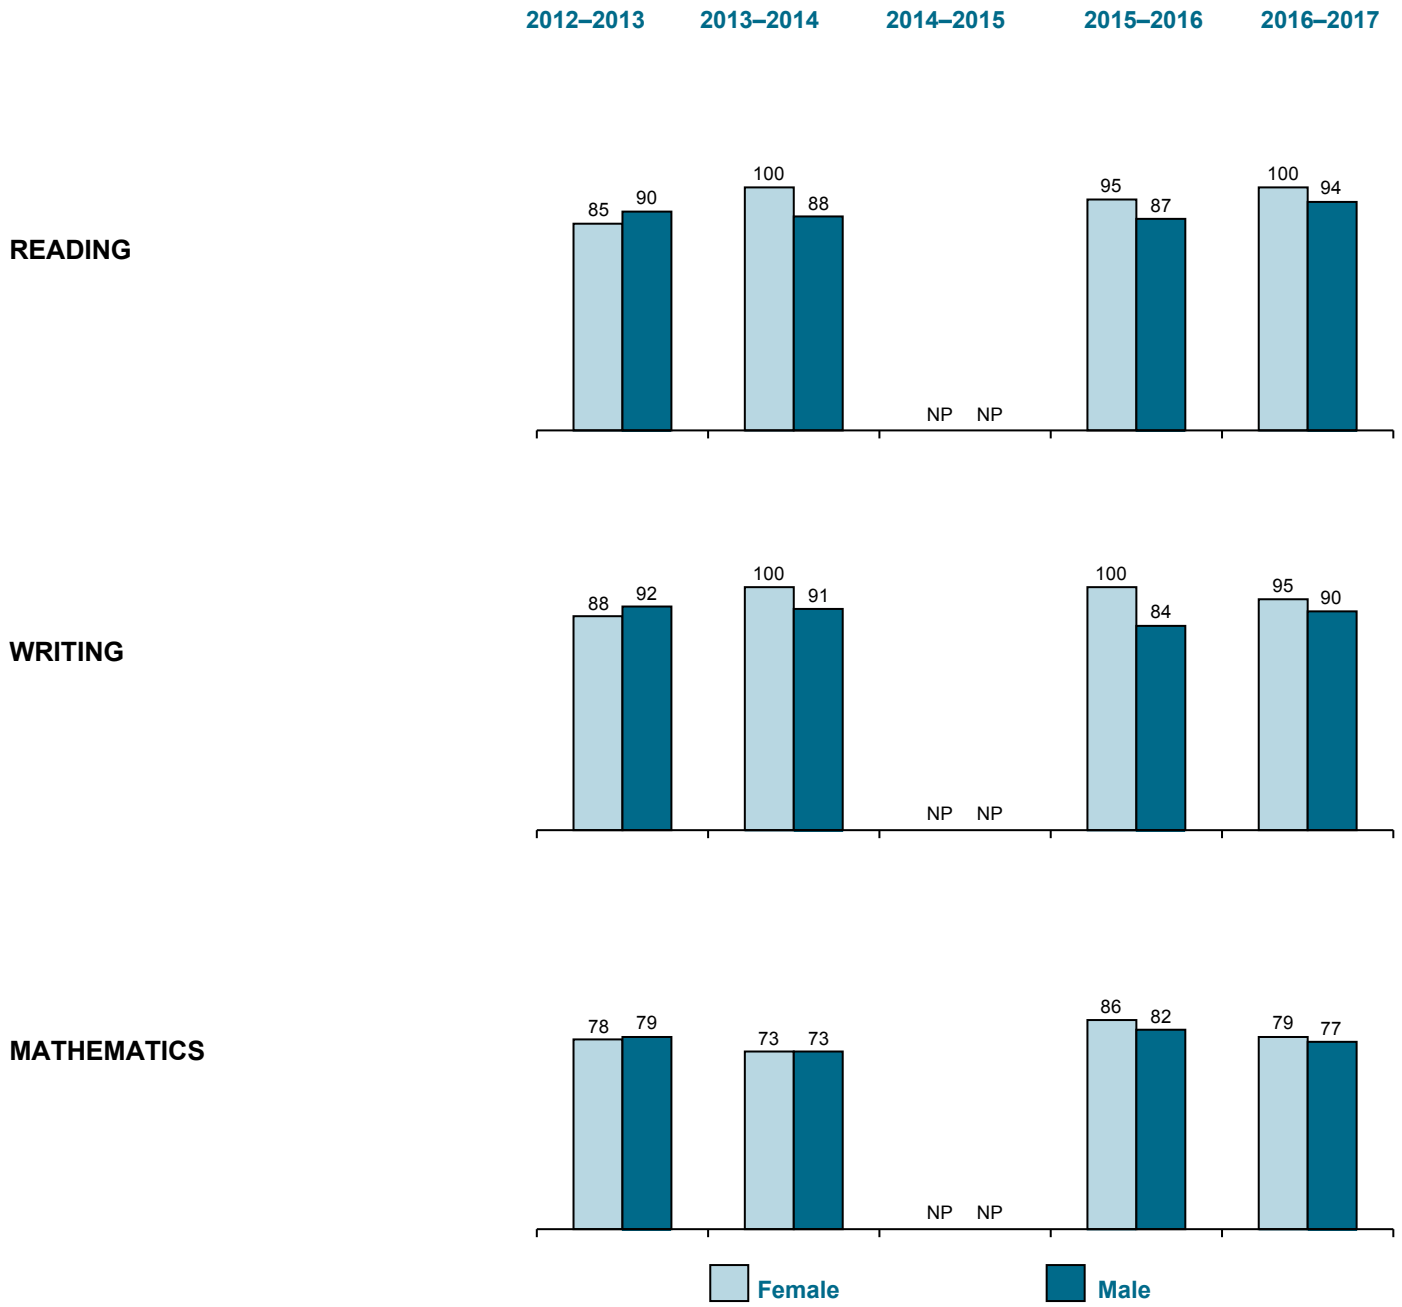 2012–2013 2013–2014 2014–2015 2015–2016 2016–2017
READING
85 90 100 88 NP NP 95 87 100 94
WRITING
88 92 100 91 NP NP 100 84 95 90
MATHEMATICS
78 79 73 73 NP NP 86 82 79 77
Female Male